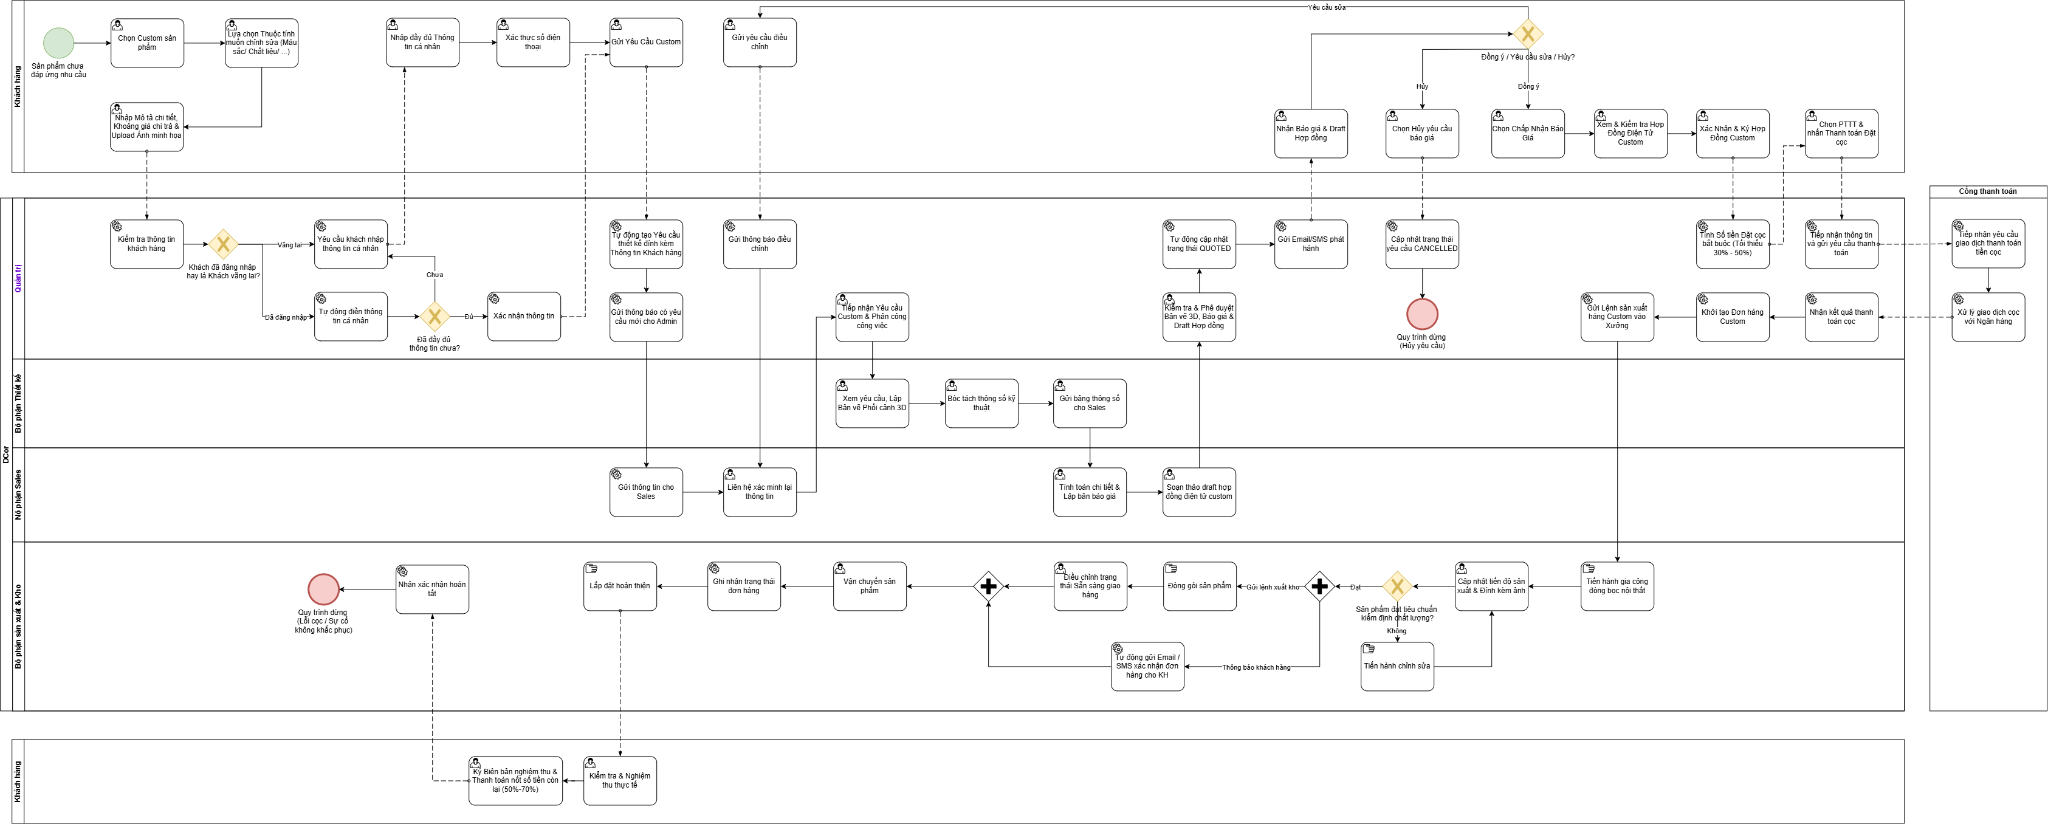 Khách hàng
Sản phẩm chưa
đáp ứng nhu cầu
Chọn Custom sản
phẩm
Lựa chọn Thuộc tính
muốn chỉnh sửa (Màu
sắc/ Chất liệu/ ...)
Nhập Mô tả chi tiết,
Khoảng giá chi trả &
Upload Ảnh minh họa
Nhập đầy đủ Thông
tin cá nhân
Xác thực số điện
thoại
Gửi Yêu Cầu Custom
Gửi yêu cầu điều
chỉnh
Yêu cầu sửa
Đồng ý / Yêu cầu sửa / Hủy?
Hủy
Đồng ý
Nhận Báo giá & Draft
Hợp đồng
Chọn Hủy yêu cầu
báo giá
Chọn Chấp Nhận Báo
Giá
Xem & Kiểm tra Hợp
Đồng Điện Tử
Custom
Xác Nhận & Ký Hợp
Đồng Custom
Chọn PTTT &
nhấn Thanh toán Đặt
cọc
DCor
Quản trị
Kiểm tra thông tin
khách hàng
Khách đã đăng nhập
hay là Khách vãng lai?
Vãng lai
Đã đăng nhập
Yêu cầu khách nhập
thông tin cá nhân
Tự động điền thông
tin cá nhân
Chưa
Đã đầy đủ
thông tin chưa?
Đủ
Xác nhận thông tin
Tự động tạo Yêu cầu
thiết kế đính kèm
Thông tin Khách hàng
Gửi thông báo có yêu
cầu mới cho Admin
Gửi thông báo điều
chỉnh
Tiếp nhận Yêu cầu
Custom & Phân công
công việc
Tự động cập nhật
trạng thái QUOTED
Kiểm tra & Phê duyệt
Bản vẽ 3D, Báo giá &
Draft Hợp đồng
Gửi Email/SMS phát
hành
Cập nhật trạng thái
yêu cầu CANCELLED
Quy trình dừng
(Hủy yêu cầu)
Tính Số tiền Đặt cọc
bắt buộc (Tối thiểu
30% - 50%)
Tiếp nhận thông tin
và gửi yêu cầu thanh
toán
Gửi Lệnh sản xuất
hàng Custom vào
Xưởng
Khởi tạo Đơn hàng
Custom
Nhận kết quả thanh
toán cọc
Cổng thanh toán
Tiếp nhận yêu cầu
giao dịch thanh toán
tiền cọc
Xử lý giao dịch cọc
với Ngân hàng
Bộ phận Thiết kế
Xem yêu cầu, Lập
Bản vẽ Phối cảnh 3D
Bóc tách thông số kỹ
thuật
Gửi bảng thông số
cho Sales
Nộ phận Sales
Gửi thông tin cho
Sales
Liên hệ xác minh lại
thông tin
Tính toán chi tiết &
Lập bản báo giá
Soạn thảo draft hợp
đồng điện tử custom
Bộ phận sản xuất & Kho
Quy trình dừng
(Lỗi cọc / Sự cố
không khắc phục)
Nhận xác nhận hoàn
tất
Lắp đặt hoàn thiện
Ghi nhận trạng thái
đơn hàng
Vận chuyển sản
phẩm
Điều chỉnh trạng
thái Sẵn sàng giao
hàng
Đóng gói sản phẩm
Gửi lệnh xuất kho
Đạt
Sản phẩm đạt tiêu chuẩn
kiểm định chất lượng?
Không
Cập nhật tiến độ sản
xuất & Đính kèm ảnh
Tiến hành gia công
đóng bọc nội thất
Tự động gửi Email /
SMS xác nhận đơn
hàng cho KH
Thông báo khách hàng
Tiến hành chỉnh sửa
Khách hàng
Ký Biên bản nghiệm thu &
Thanh toán nốt số tiền còn
lại (50%-70%)
Kiểm tra & Nghiệm
thu thực tế